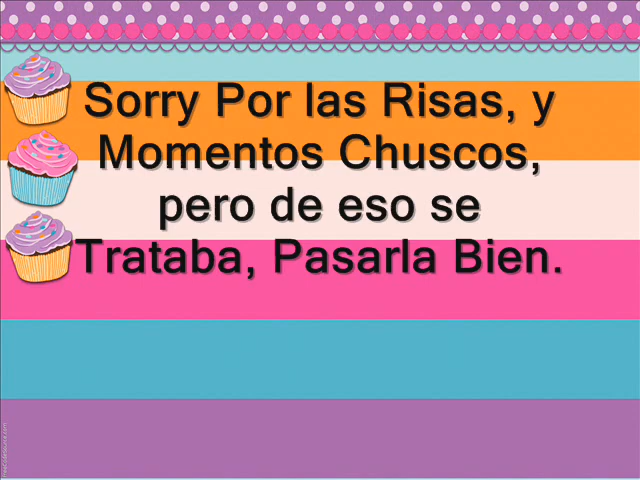 Sorry Por las Risas, y
Momentos Chuscos,
pero de eso se
Trataba, Pasarla Bien.